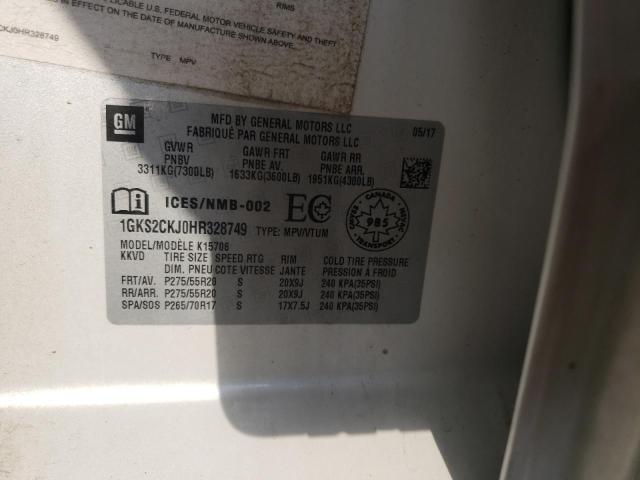 RIMS
LICABLE U.S. FEDERAL MOTOR VEHICLE SAFETY AND THEFT
IN EFFECT ON THE DATE OF MANUFACTURE SHOWN ABOVE.
CKJ0HR328749
TYPE MPV
GM
MFD BY GENERAL MOTORS LLC
FABRIQUÉ PAR GENERAL MOTORS LLC
05/17
GVWR GAWR FRT GAWR RR
PNBV PNBE AV. PNBE ARR.
3311KG(7300LB) 1633KG(3600LB) 1951KG(4300LB)
ICES/NMB-002 EC
CANADA
985
TRANSPORT
1GKS2CKJ0HR328749 TYPE: MPV/VTUM
MODEL/MODÈLE K15706
KKVD TIRE SIZE SPEED RTG RIM COLD TIRE PRESSURE
DIM. PNEU COTE VITESSE JANTE PRESSION À FROID
FRT/AV. P275/55R20 S 20X9J 240 KPA(35PSI)
RR/ARR. P275/55R20 S 20X9J 240 KPA(35PSI)
SPA/SOS P265/70R17 S 17X7.5J 240 KPA(35PSI)